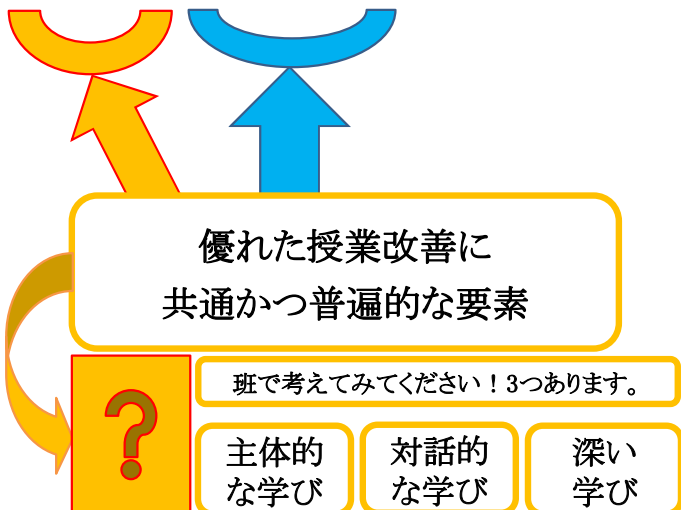 優れた授業改善に
共通かつ普遍的な要素
班で考えてみてください！3つあります。
?
主体的
な学び
対話的
な学び
深い
学び